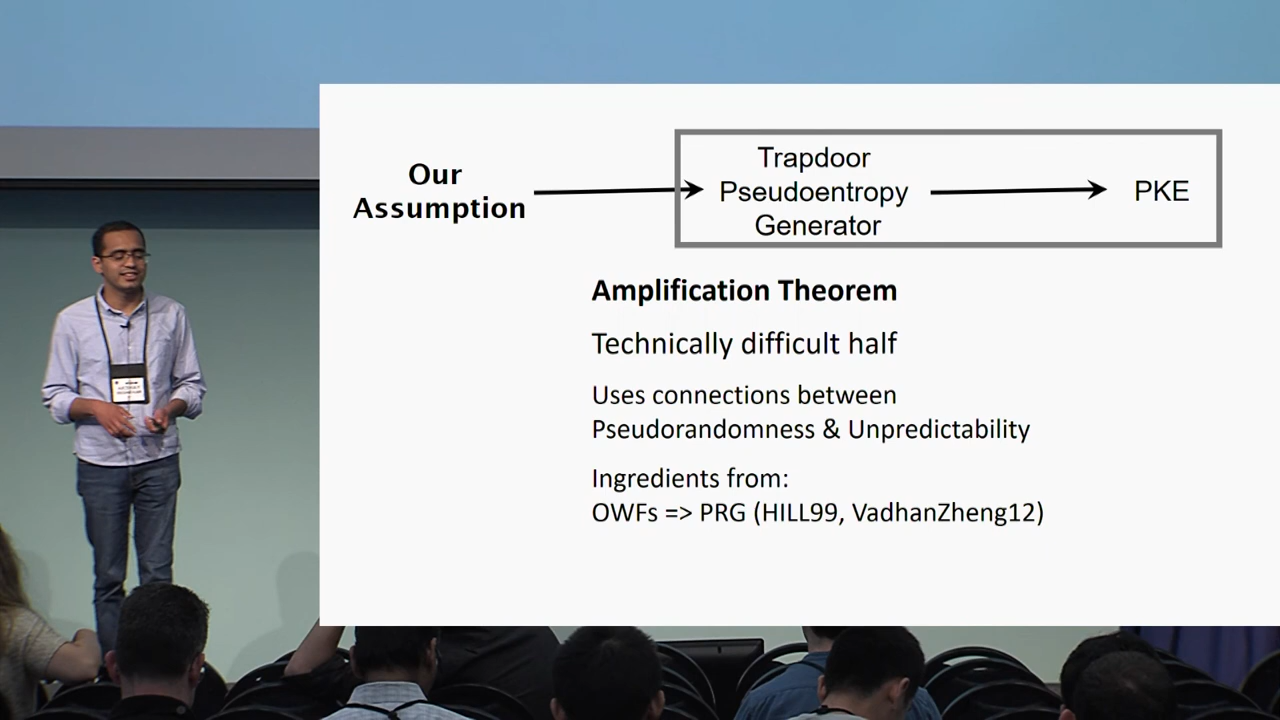 Our
Assumption
Trapdoor
Pseudoentropy
Generator
PKE
Amplification Theorem
Technically difficult half
Uses connections between
Pseudorandomness & Unpredictability
Ingredients from:
OWFs => PRG (HILL99, VadhanZheng12)